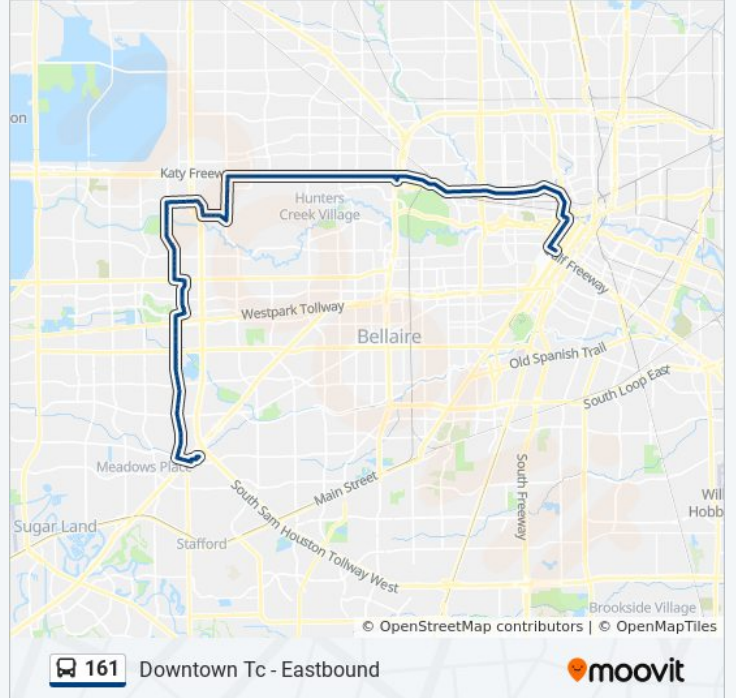 on
Katy Freew
Hunters
Creek Village
Gulf Freeway
Westpark Tollway
Bellaire
Old Spanish Trail
South Loop East
Meadows Place
South Sam Houston Tollway West
Main Street
South Freeway
Will
Hobb
Sugar Land
Stafford
Brookside Village
© OpenStreetMap contributors | © OpenMapTiles
161 Downtown Tc - Eastbound
moovit